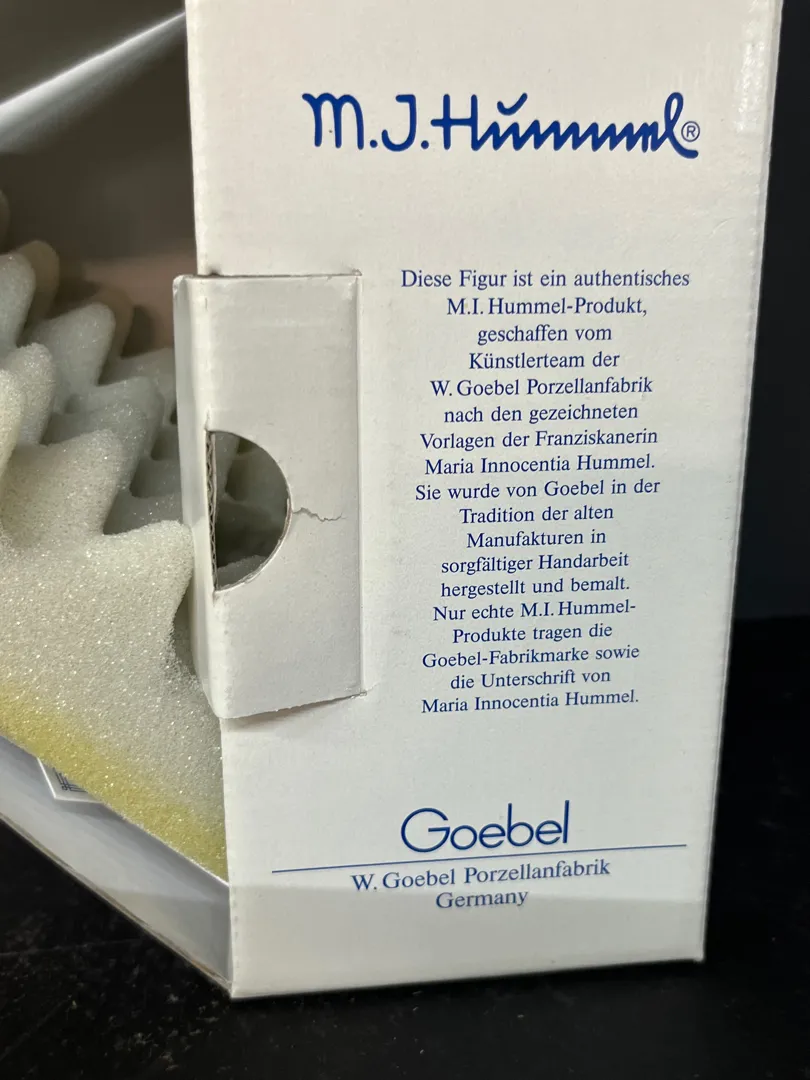 M.J.Hummel®
Diese Figur ist ein authentisches
M.I. Hummel-Produkt,
geschaffen vom
Künstlerteam der
W. Goebel Porzellanfabrik
nach den gezeichneten
Vorlagen der Franziskanerin
Maria Innocentia Hummel.
Sie wurde von Goebel in der
Tradition der alten
Manufakturen in
sorgfältiger Handarbeit
hergestellt und bemalt.
Nur echte M.I. Hummel-
Produkte tragen die
Goebel-Fabrikmarke sowie
die Unterschrift von
Maria Innocentia Hummel.
Goebel
W. Goebel Porzellanfabrik
Germany